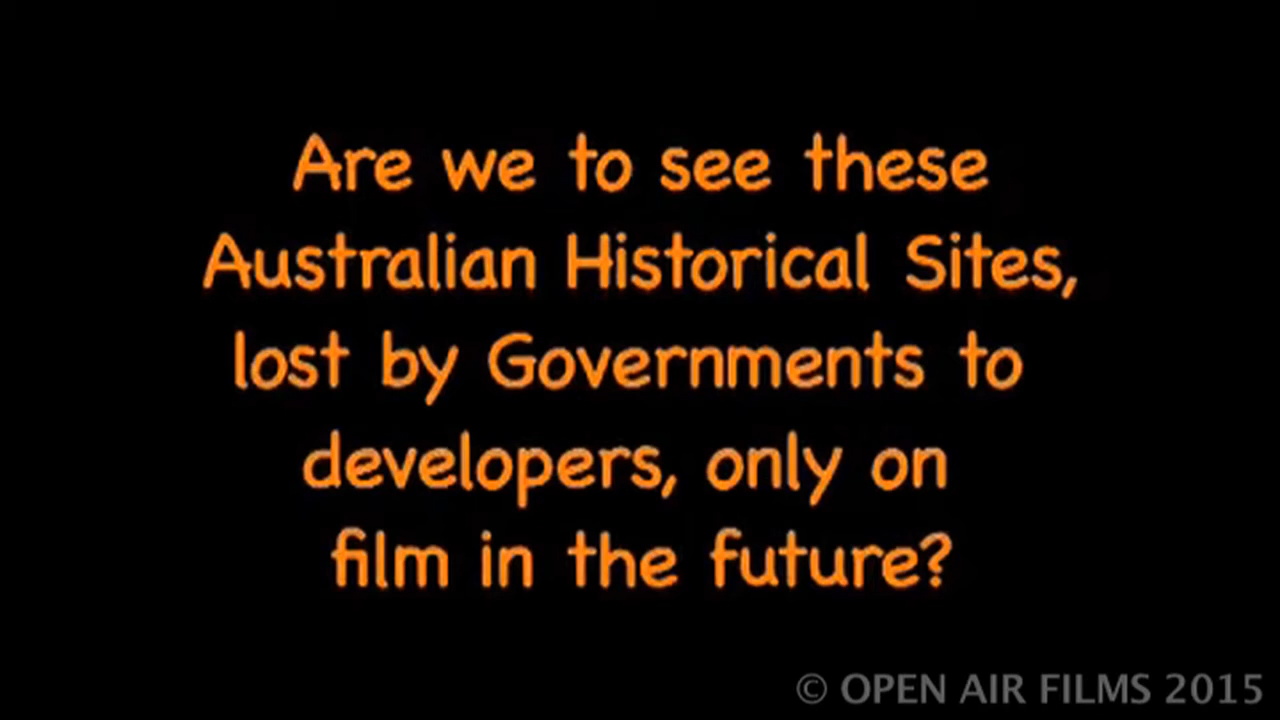 Are we to see these
Australian Historical Sites,
lost by Governments to
developers, only on
film in the future?
© OPEN AIR FILMS 2015